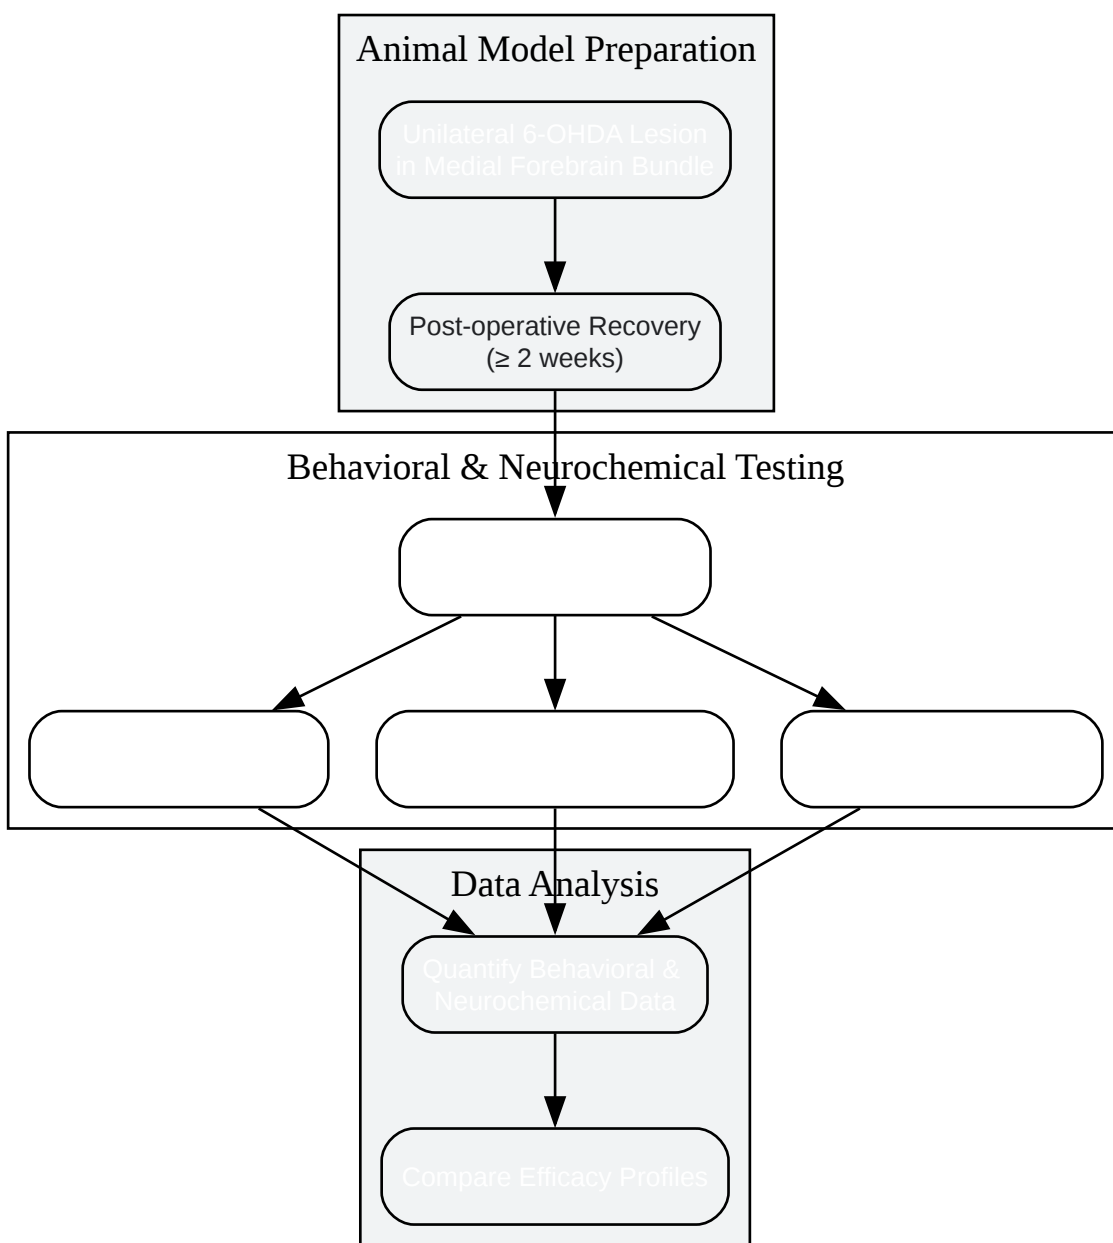 Animal Model Preparation
Unilateral 6-OHDA Lesion
in Medial Forebrain Bundle
Post-operative Recovery
(≥ 2 weeks)
Behavioral & Neurochemical Testing
Data Analysis
Quantify Behavioral &
Neurochemical Data
Compare Efficacy Profiles